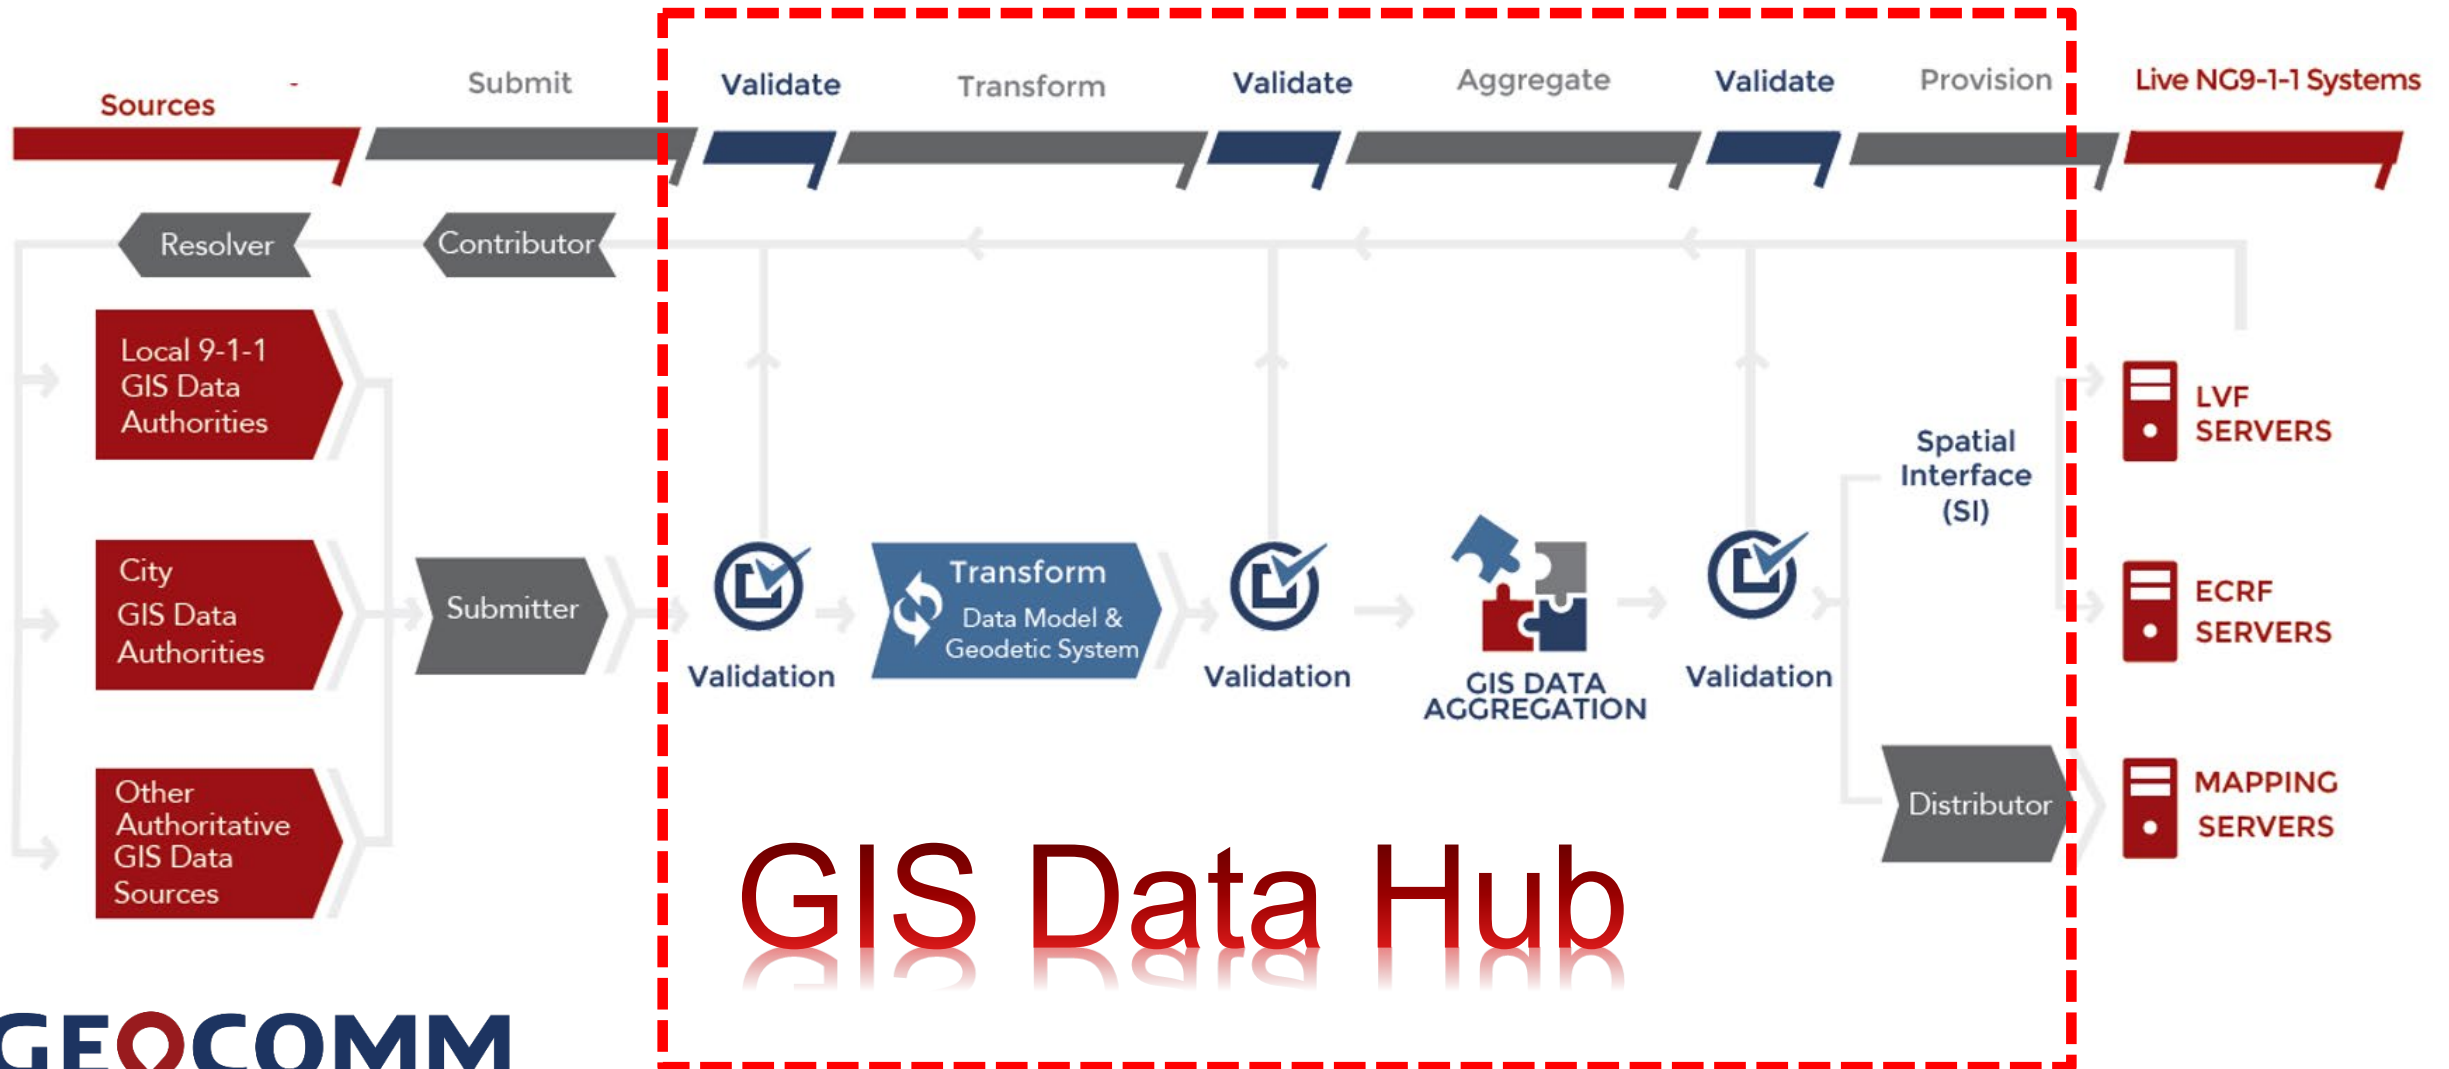 Sources
Submit
Validate
Transform
Validate
Aggregate
Validate
Provision
Live NG9-1-1 Systems
Resolver
Contributor
Local 9-1-1
GIS Data
Authorities
City
GIS Data
Authorities
Other
Authoritative
GIS Data
Sources
Submitter
Validation
Transform
Data Model &
Geodetic System
Validation
GIS DATA
AGGREGATION
Validation
Spatial
Interface
(SI)
Distributor
LVF
SERVERS
ECRF
SERVERS
MAPPING
SERVERS
GIS Data Hub
GEOCOMM